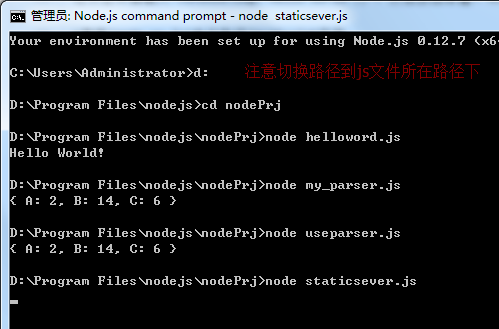 管理员: Node.js command prompt - node  staticsever.js
Your environment has been set up for using Node.js 0.12.7 (x6
C:\Users\Administrator>d:
注意切换路径到js文件所在路径下
D:\Program Files\nodejs>cd nodePrj
D:\Program Files\nodejs\nodePrj>node helloword.js
Hello World!
D:\Program Files\nodejs\nodePrj>node my_parser.js
{ A: 2, B: 14, C: 6 }
D:\Program Files\nodejs\nodePrj>node useparser.js
{ A: 2, B: 14, C: 6 }
D:\Program Files\nodejs\nodePrj>node staticsever.js